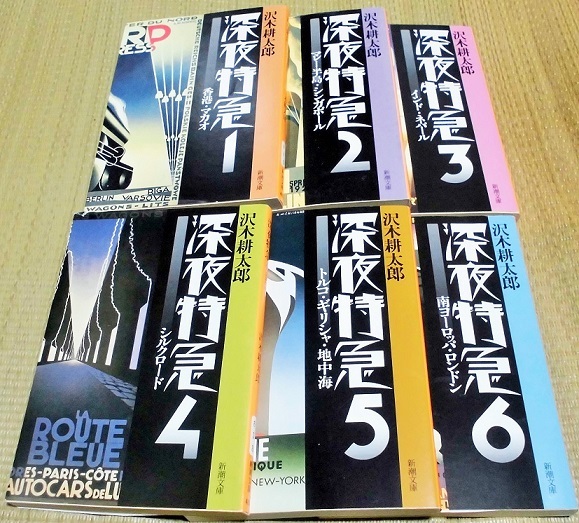 沢木耕太郎
深夜特急1
香港・マカオ
新潮文庫
RD
BERLIN VARSOVIE
RIGA
WAGONS-LITS
沢木耕太郎
深夜特急2
マレー半島・シンガポール
新潮文庫
沢木耕太郎
深夜特急3
インド・ネパール
新潮文庫
沢木耕太郎
深夜特急4
シルクロード
新潮文庫
LA
ROUTE
BLEUE
PARIS-CÔTE
AUTOCARS DE LU
沢木耕太郎
深夜特急5
トルコ・ギリシャ・地中海
新潮文庫
IQUE
NEW-YORK
沢木耕太郎
深夜特急6
南ヨーロッパ・ロンドン
新潮文庫